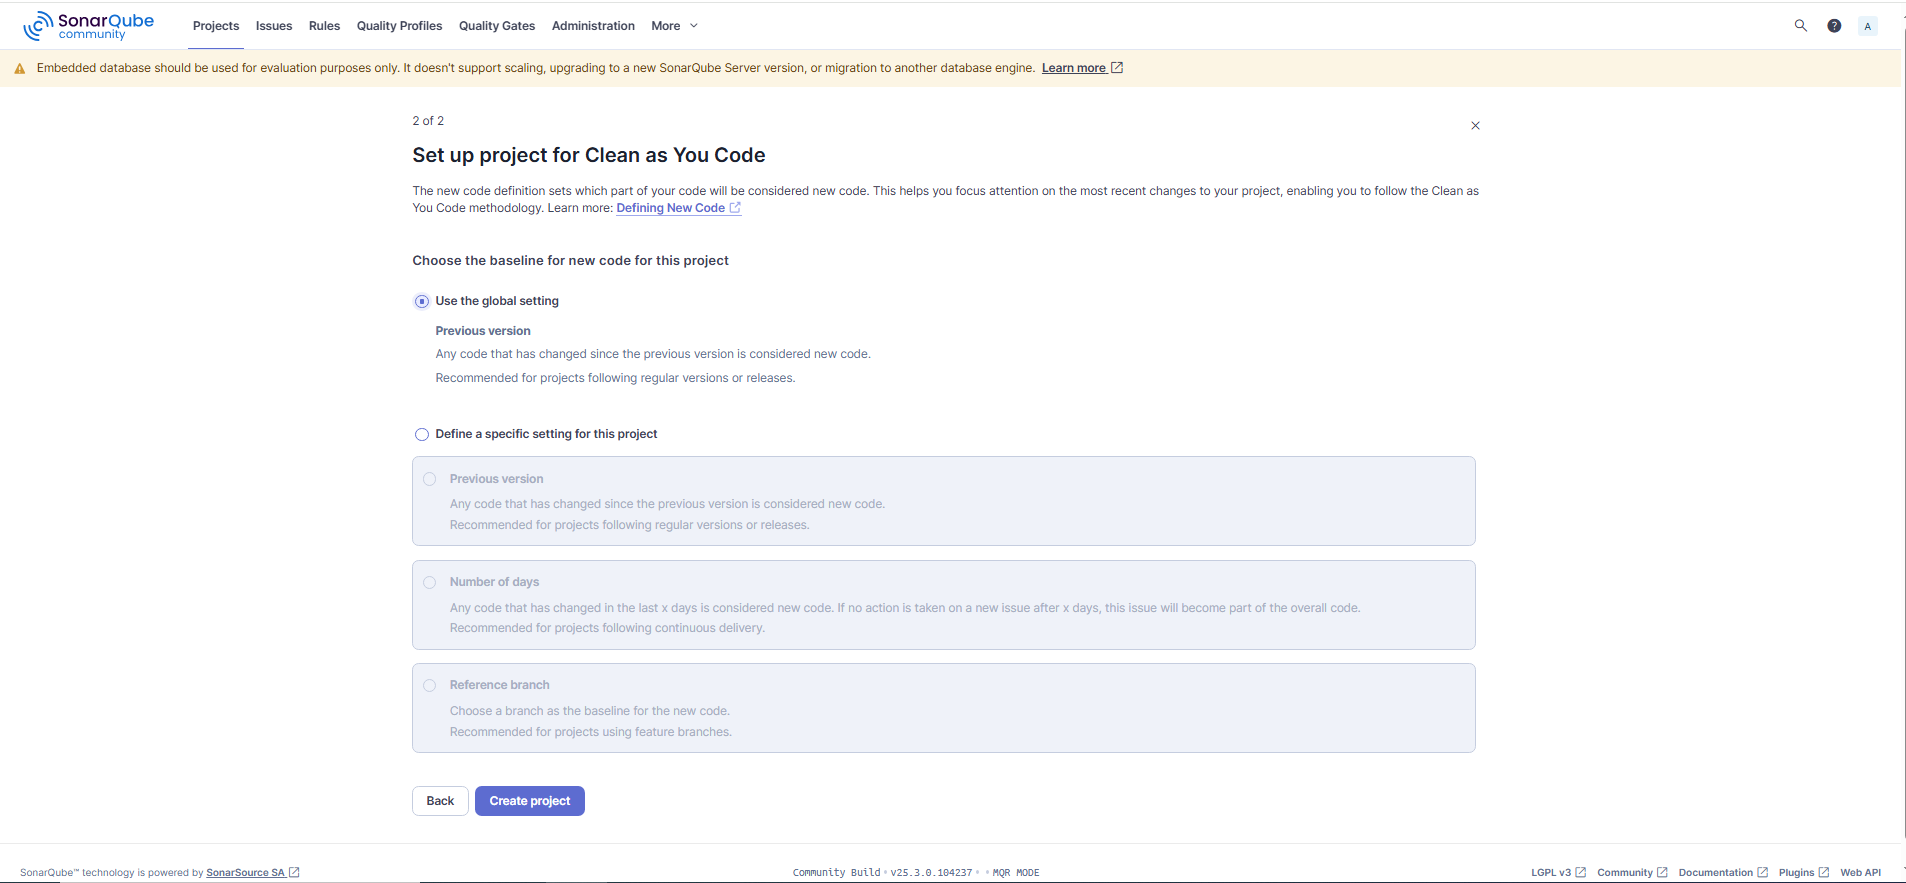 SonarQube
community
Projects Issues Rules Quality Profiles Quality Gates Administration More
? A
Embedded database should be used for evaluation purposes only. It doesn't support scaling, upgrading to a new SonarQube Server version, or migration to another database engine. Learn more
2 of 2
Set up project for Clean as You Code
The new code definition sets which part of your code will be considered new code. This helps you focus attention on the most recent changes to your project, enabling you to follow the Clean as
You Code methodology. Learn more: Defining New Code
Choose the baseline for new code for this project
Use the global setting
Previous version
Any code that has changed since the previous version is considered new code.
Recommended for projects following regular versions or releases.
Define a specific setting for this project
Previous version
Any code that has changed since the previous version is considered new code.
Recommended for projects following regular versions or releases.
Number of days
Any code that has changed in the last x days is considered new code. If no action is taken on a new issue after x days, this issue will become part of the overall code.
Recommended for projects following continuous delivery.
Reference branch
Choose a branch as the baseline for the new code.
Recommended for projects using feature branches.
Back Create project
SonarQube™ technology is powered by SonarSource SA Community Build • v25.3.0.104237 • • MQR MODE LGPL v3 Community Documentation Plugins Web API